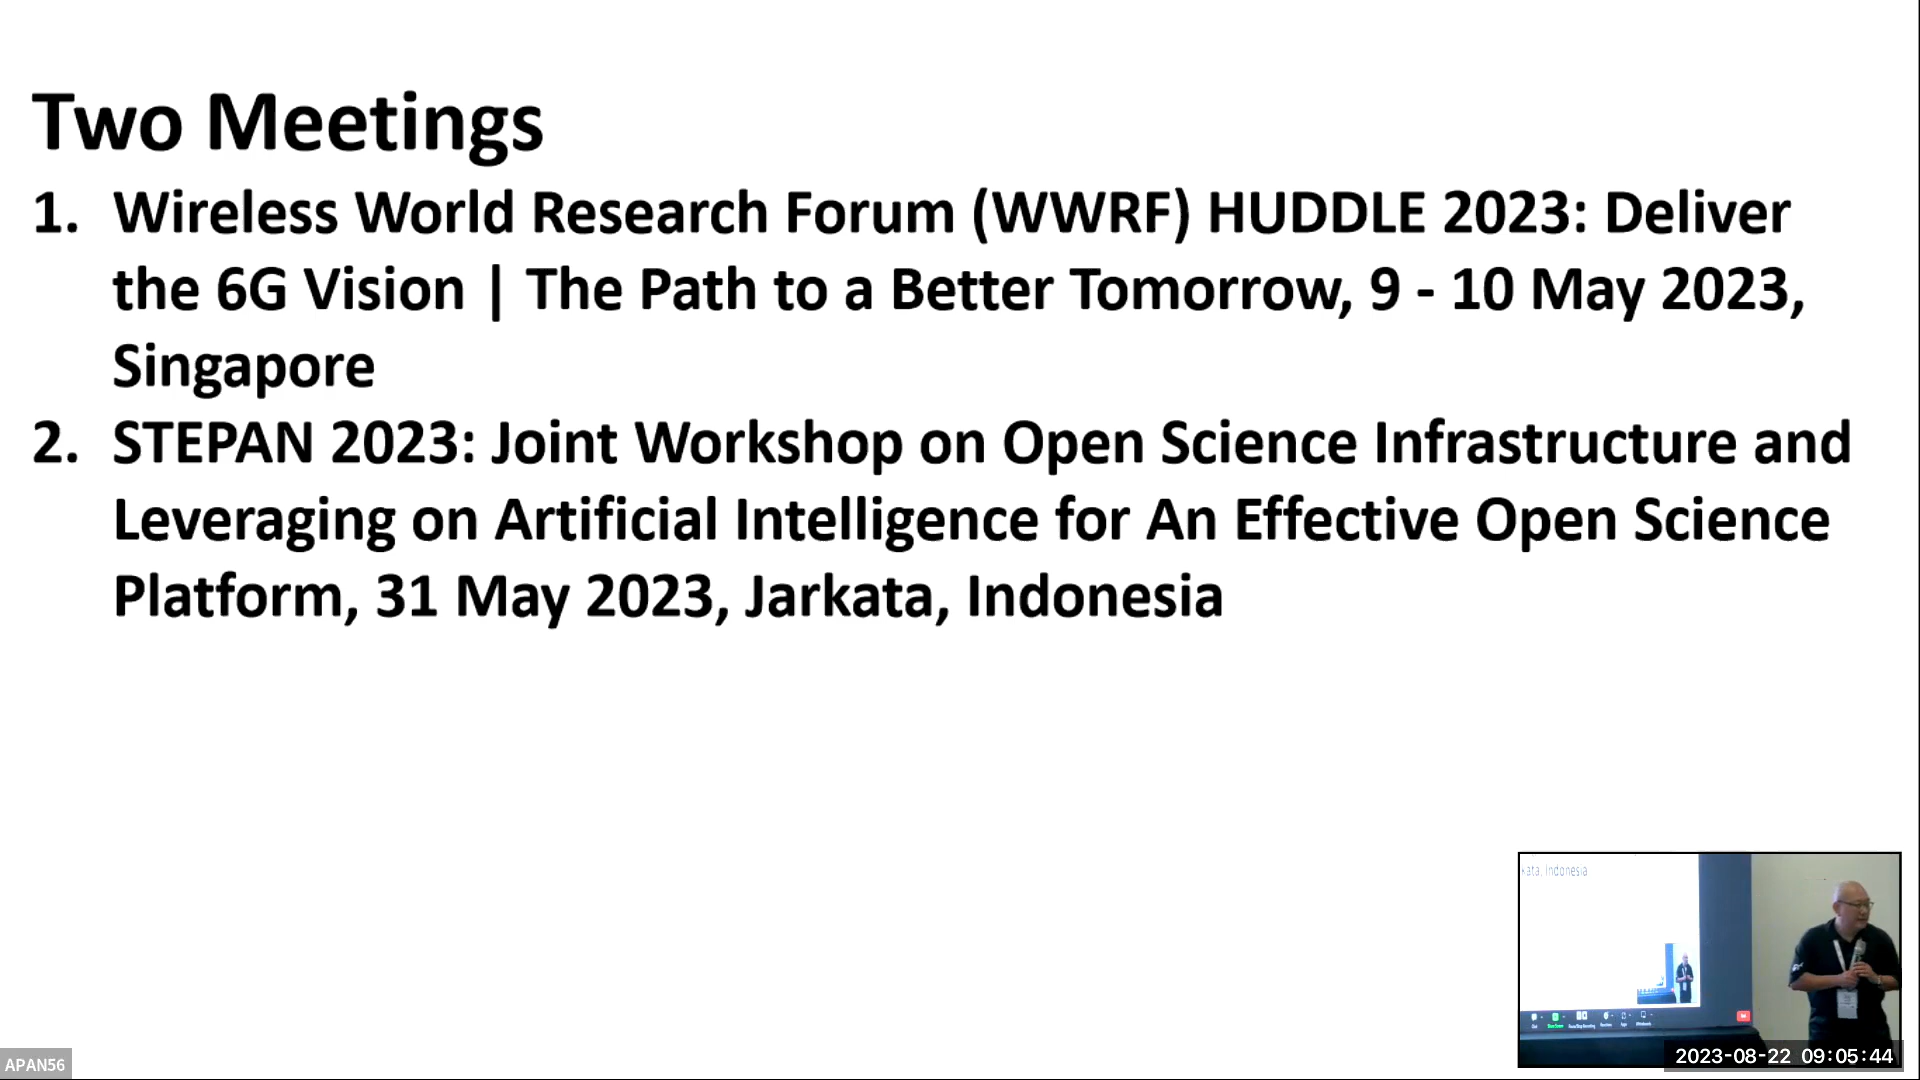 Two Meetings
1. Wireless World Research Forum (WWRF) HUDDLE 2023: Deliver
the 6G Vision | The Path to a Better Tomorrow, 9 - 10 May 2023,
Singapore
2. STEPAN 2023: Joint Workshop on Open Science Infrastructure and
Leveraging on Artificial Intelligence for An Effective Open Science
Platform, 31 May 2023, Jarkata, Indonesia
kata, Indonesia
2023-08-22 09:05:44
APAN56